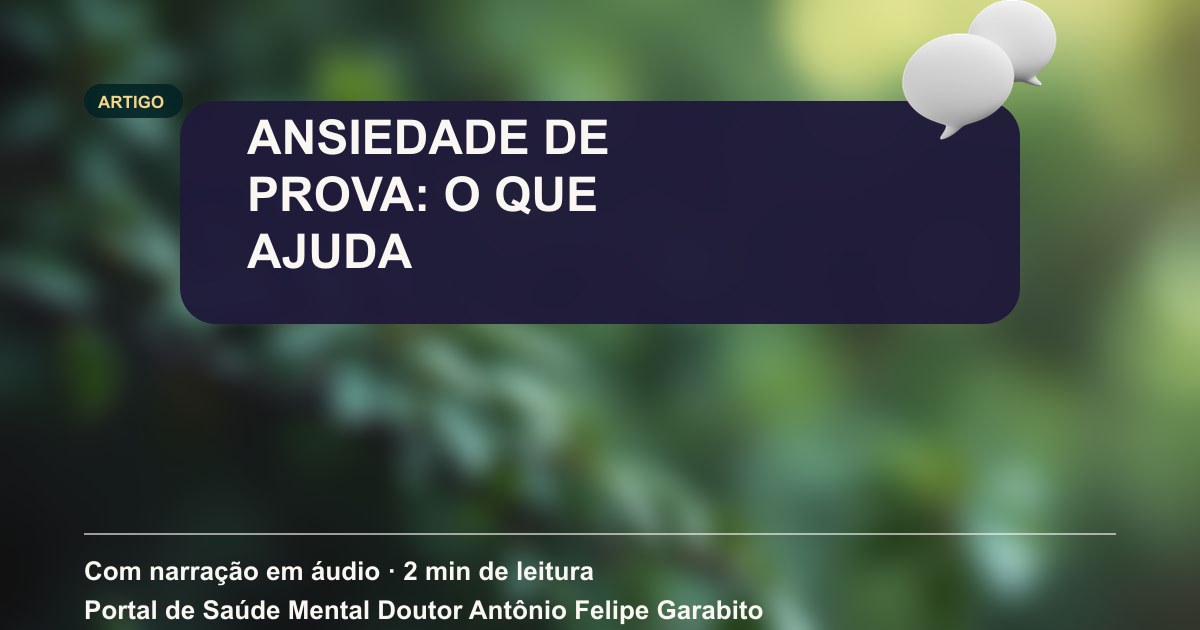 ARTIGO
ANSIEDADE DE
PROVA: O QUE
AJUDA
Com narração em áudio · 2 min de leitura
Portal de Saúde Mental Doutor Antônio Felipe Garabito